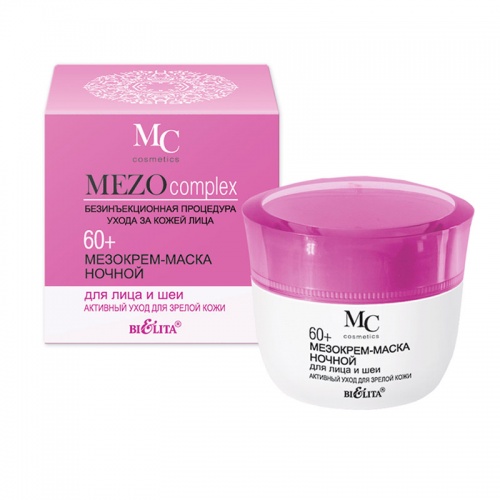 MC
cosmetics
MEZOcomplex
БЕЗИНЪЕКЦИОННАЯ ПРОЦЕДУРА
УХОДА ЗА КОЖЕЙ ЛИЦА
60+
МЕЗОКРЕМ-МАСКА
НОЧНОЙ
для лица и шеи
АКТИВНЫЙ УХОД ДЛЯ ЗРЕЛОЙ КОЖИ
BIELITA®
MC
cosmetics
60+
МЕЗОКРЕМ-МАСКА
НОЧНОЙ
для лица и шеи
АКТИВНЫЙ УХОД ДЛЯ ЗРЕЛОЙ КОЖИ
BIELITA®